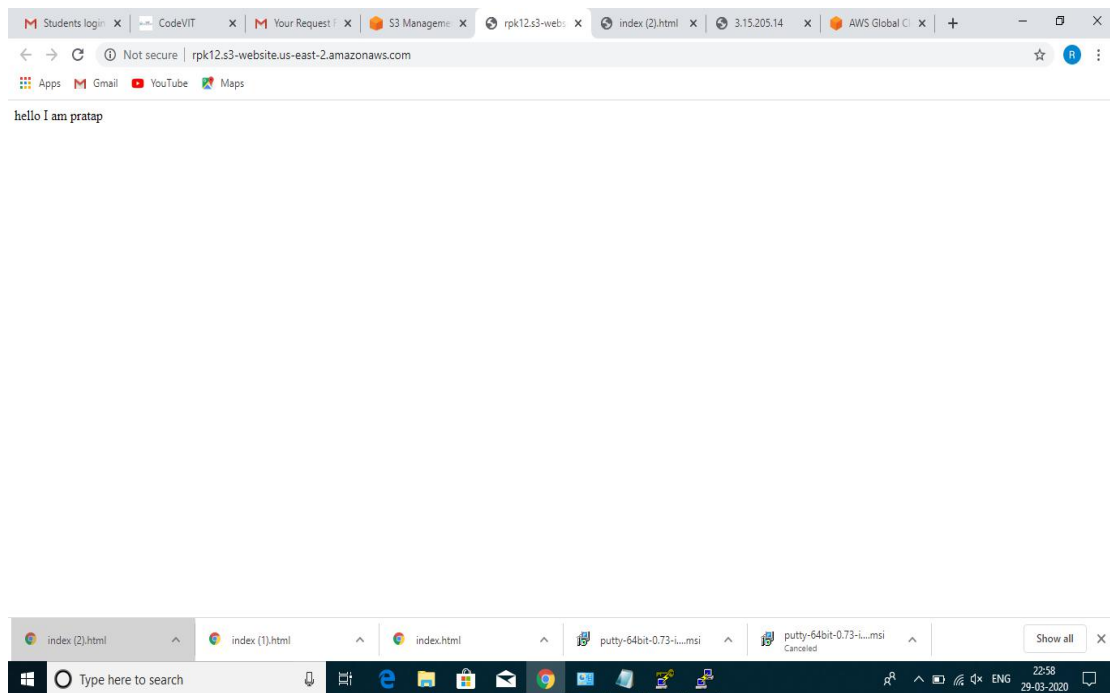 Students login CodeVIT Your Request F S3 Manageme rpk12.s3-webs index (2).html 3.15.205.14 AWS Global Cl
Not secure rpk12.s3-website.us-east-2.amazonaws.com R
Apps Gmail YouTube Maps
hello I am pratap
index (2).html index (1).html index.html putty-64bit-0.73-i....msi putty-64bit-0.73-i....msi Show all
Canceled
Type here to search ENG 22:58
29-03-2020